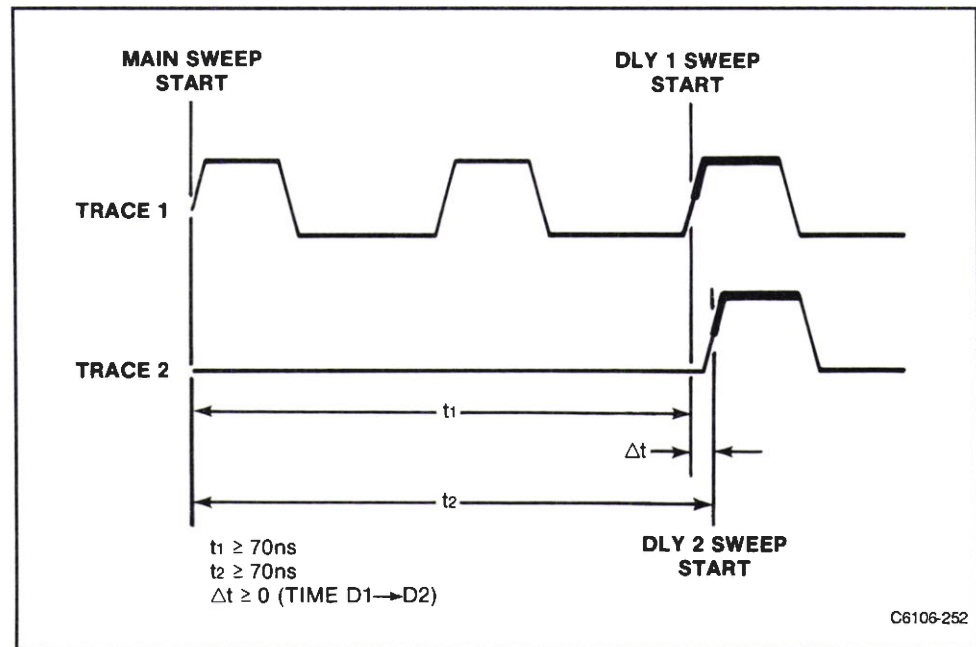 MAIN SWEEP
START
DLY 1 SWEEP
START
TRACE 1
TRACE 2
t1
Δt
t2
t1 ≥ 70ns
t2 ≥ 70ns
Δt ≥ 0 (TIME D1→D2)
DLY 2 SWEEP
START
C6106-252